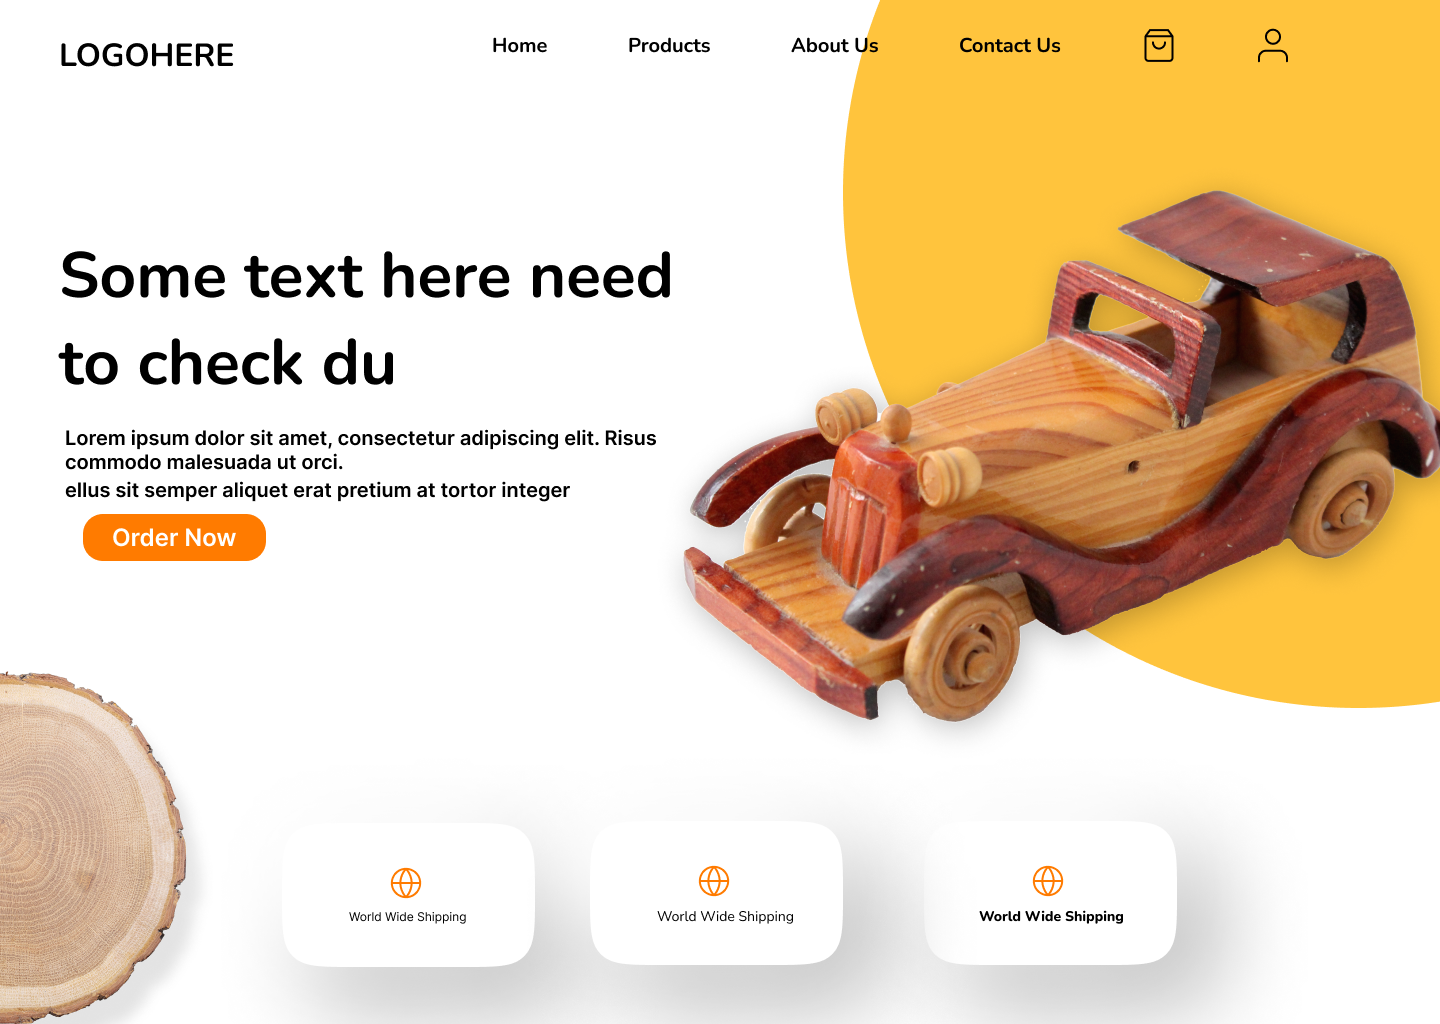 LOGOHERE
Home
Products
About Us
Contact Us
Some text here need
to check du
Lorem ipsum dolor sit amet, consectetur adipiscing elit. Risus
commodo malesuada ut orci.
ellus sit semper aliquet erat pretium at tortor integer
Order Now
World Wide Shipping
World Wide Shipping
World Wide Shipping